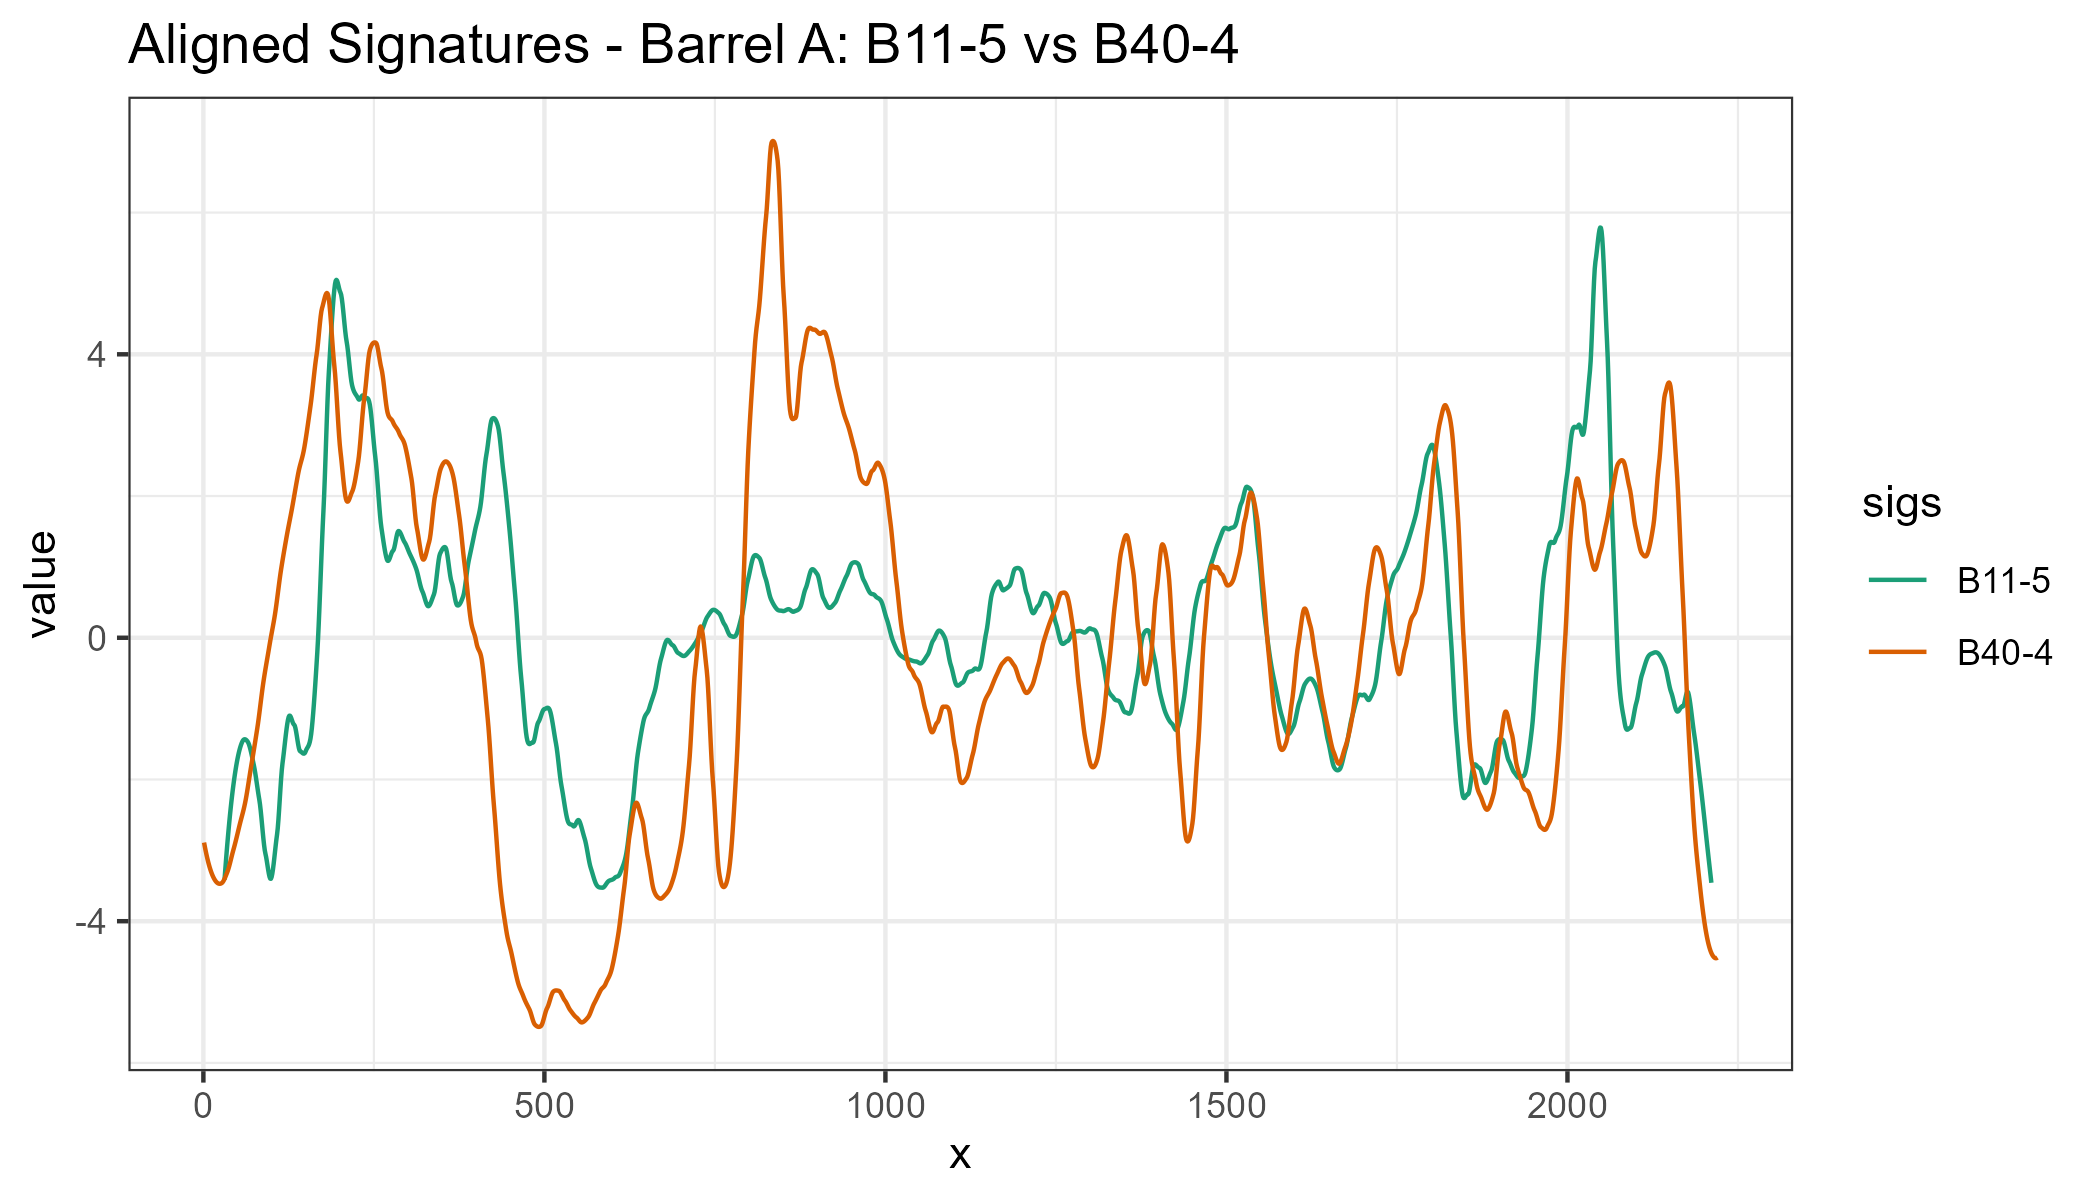 Aligned Signatures - Barrel A: B11-5 vs B40-4
value
4
0
-4
0
500
1000
1500
2000
x
sigs
B11-5
B40-4